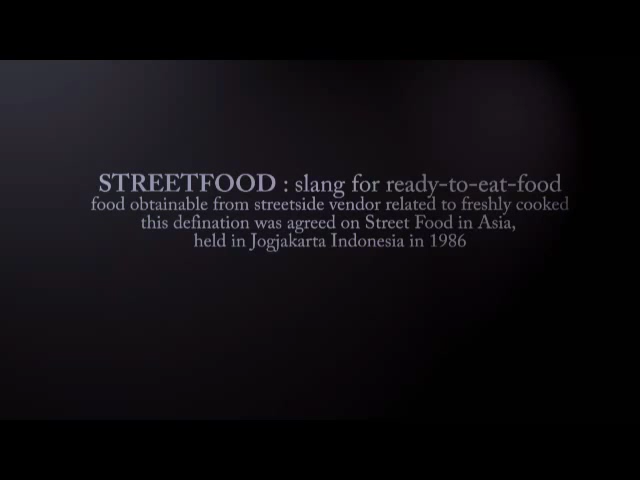 STREETFOOD : slang for ready-to-eat-food
food obtainable from streetside vendor related to freshly cooked
this defination was agreed on Street Food in Asia,
held in Jogjakarta Indonesia in 1986